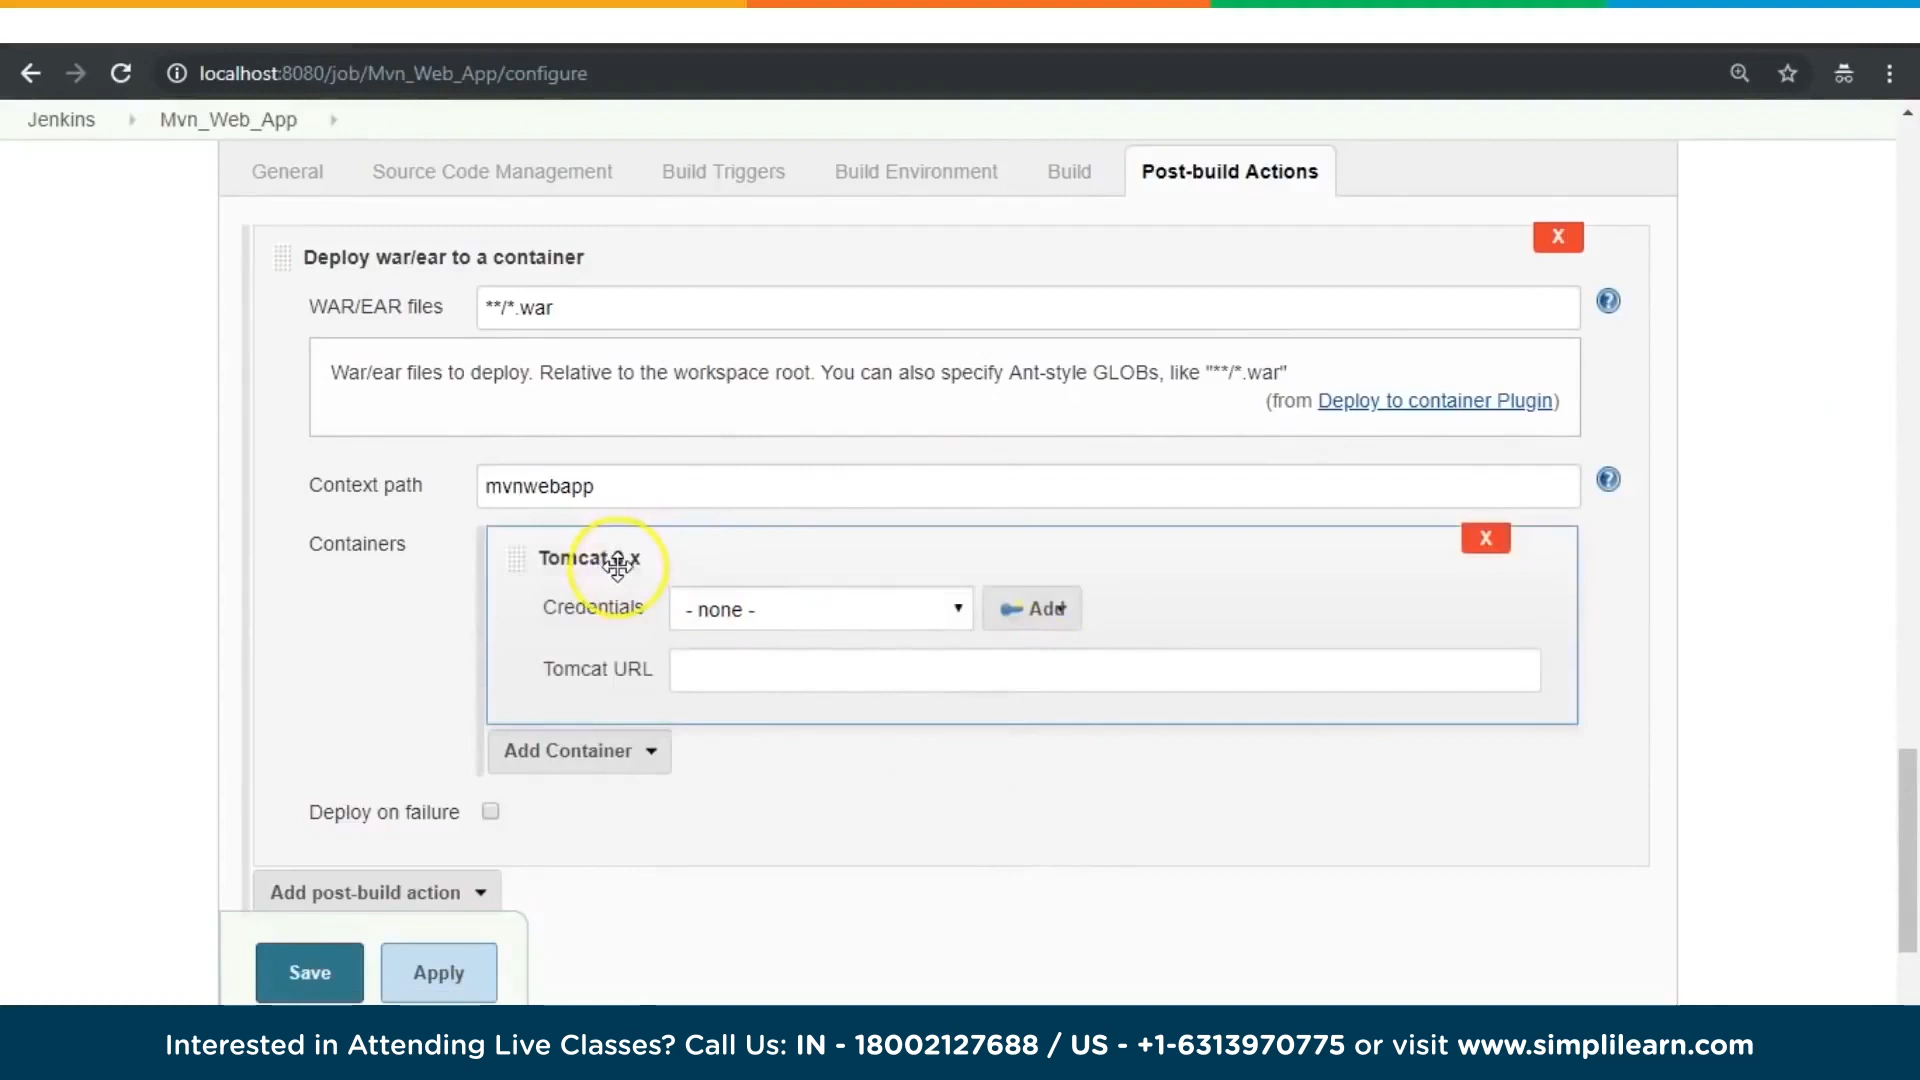 localhost:8080/job/Mvn_Web_App/configure
Jenkins Mvn_Web_App
General Source Code Management Build Triggers Build Environment Build Post-build Actions
X
Deploy war/ear to a container
WAR/EAR files **/*.war
War/ear files to deploy. Relative to the workspace root. You can also specify Ant-style GLOBs, like "**/*.war"
(from Deploy to container Plugin)
Context path mvnwebapp
Containers
X
Tomcat x
Credentials - none - Add
Tomcat URL
Add Container
Deploy on failure
Add post-build action
Save Apply
Interested in Attending Live Classes? Call Us: IN - 18002127688 / US - +1-6313970775 or visit www.simplilearn.com